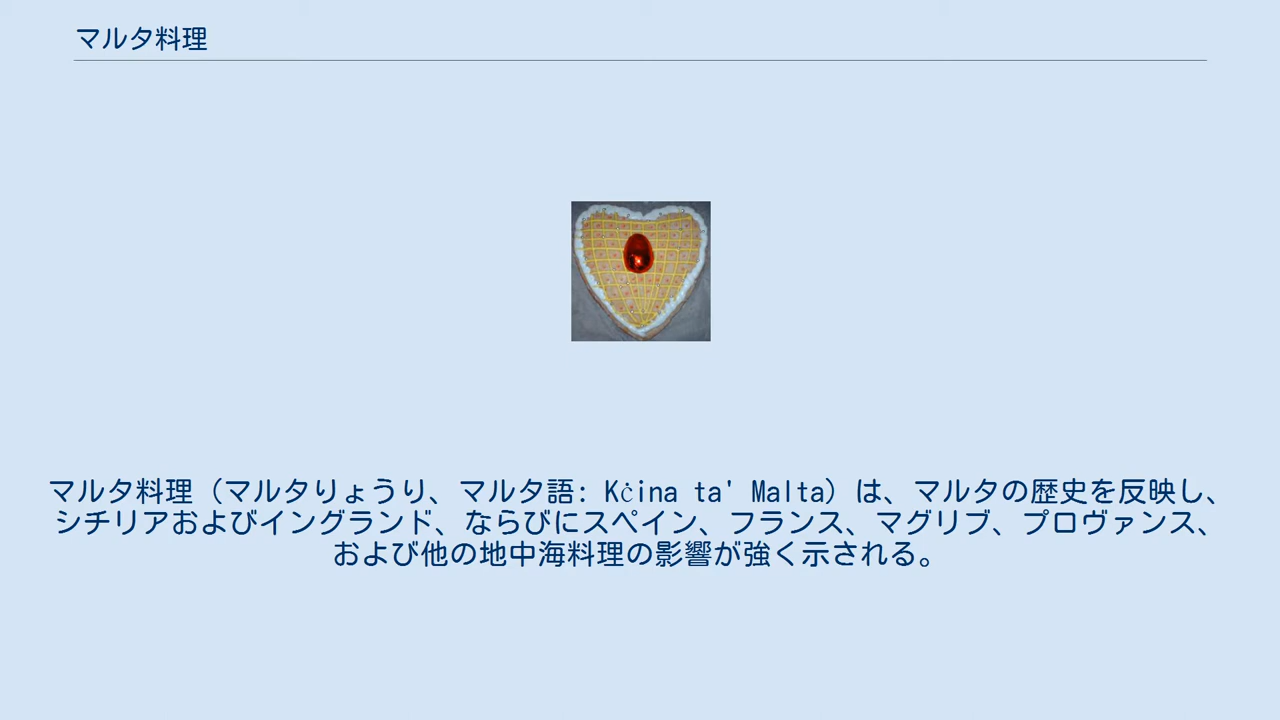 マルタ料理
マルタ料理（マルタりょうり、マルタ語: Kċina ta' Malta）は、マルタの歴史を反映し、
シチリアおよびイングランド、ならびにスペイン、フランス、マグリブ、プロヴァンス、
および他の地中海料理の影響が強く示される。